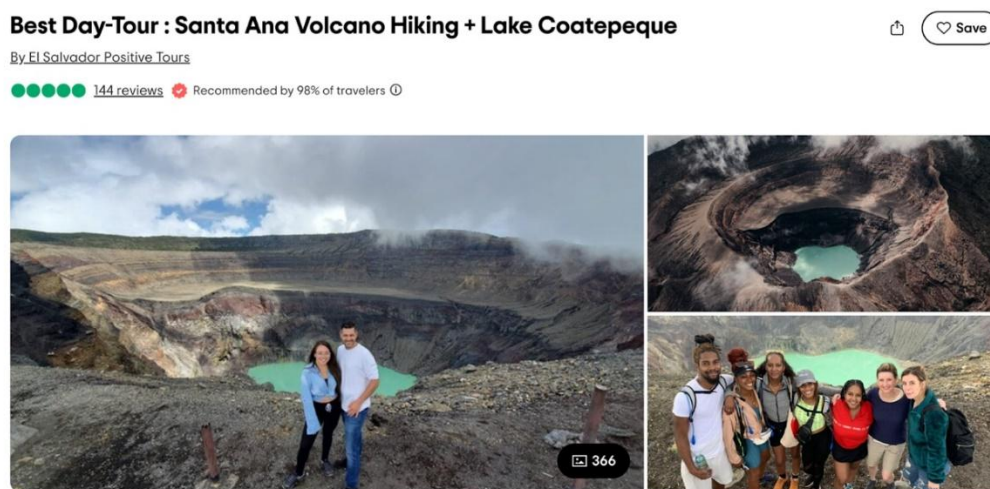 Best Day-Tour : Santa Ana Volcano Hiking + Lake Coatepeque
Save
By El Salvador Positive Tours
144 reviews Recommended by 98% of travelers
366